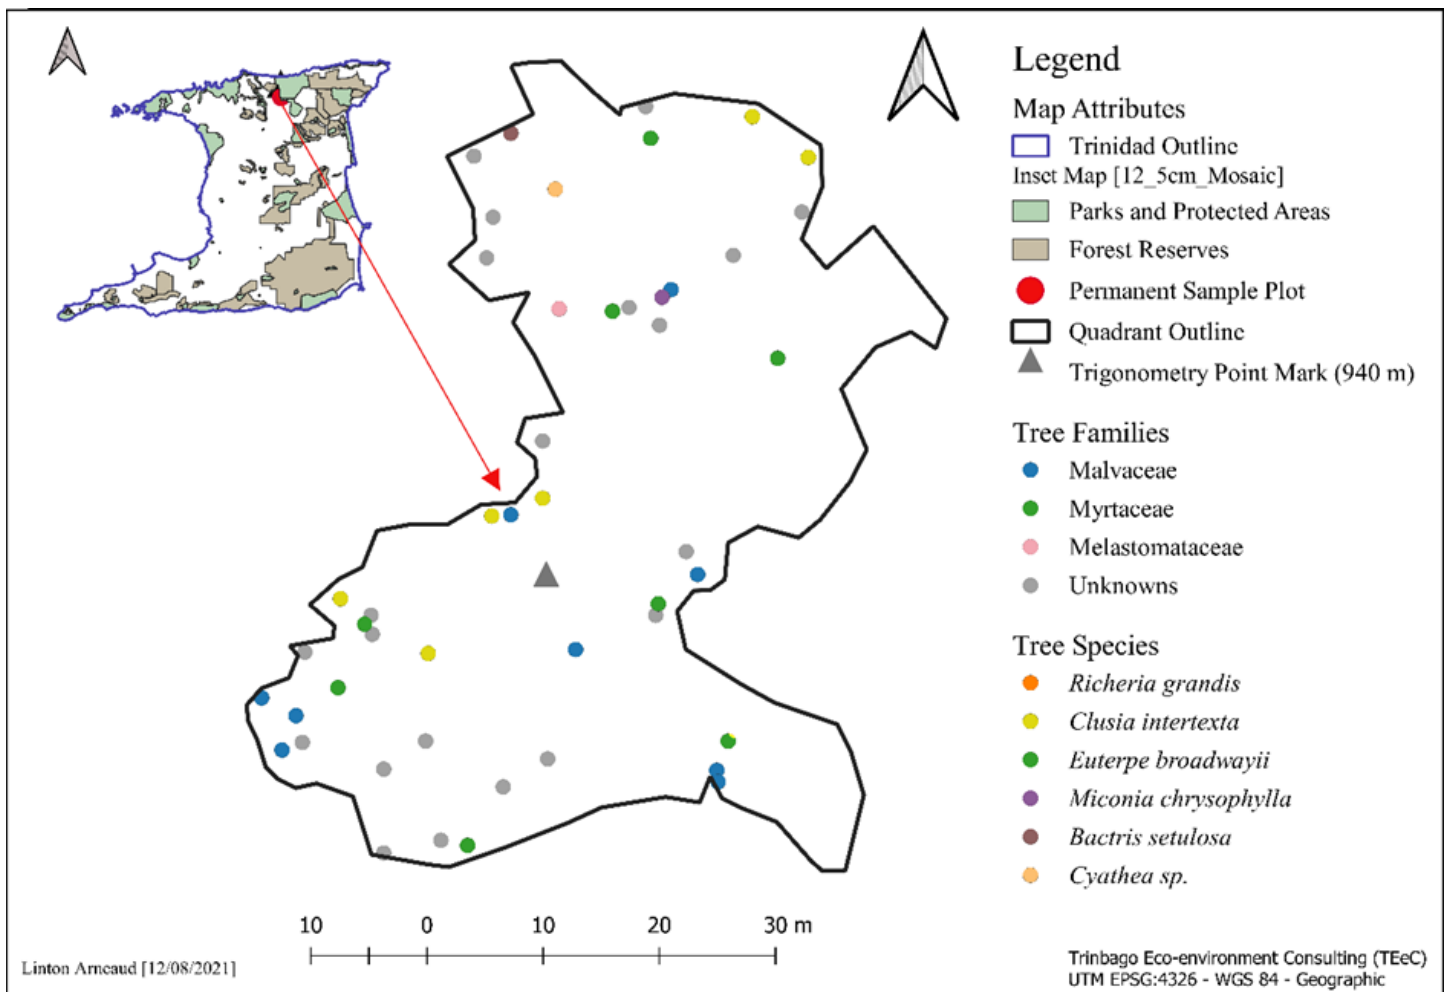 Legend
Map Attributes
Trinidad Outline
Inset Map [12_5cm_Mosaic]
Parks and Protected Areas
Forest Reserves
Permanent Sample Plot
Quadrant Outline
Trigonometry Point Mark (940 m)
Tree Families
Malvaceae
Myrtaceae
Melastomataceae
Unknowns
Tree Species
Richeria grandis
Clusia intertexta
Euterpe broadwayii
Miconia chrysophylla
Bactris setulosa
Cyathea sp.
10 0 10 20 30 m
Linton Arneaud [12/08/2021]
Trinbago Eco-environment Consulting (TEeC)
UTM EPSG:4326 - WGS 84 - Geographic